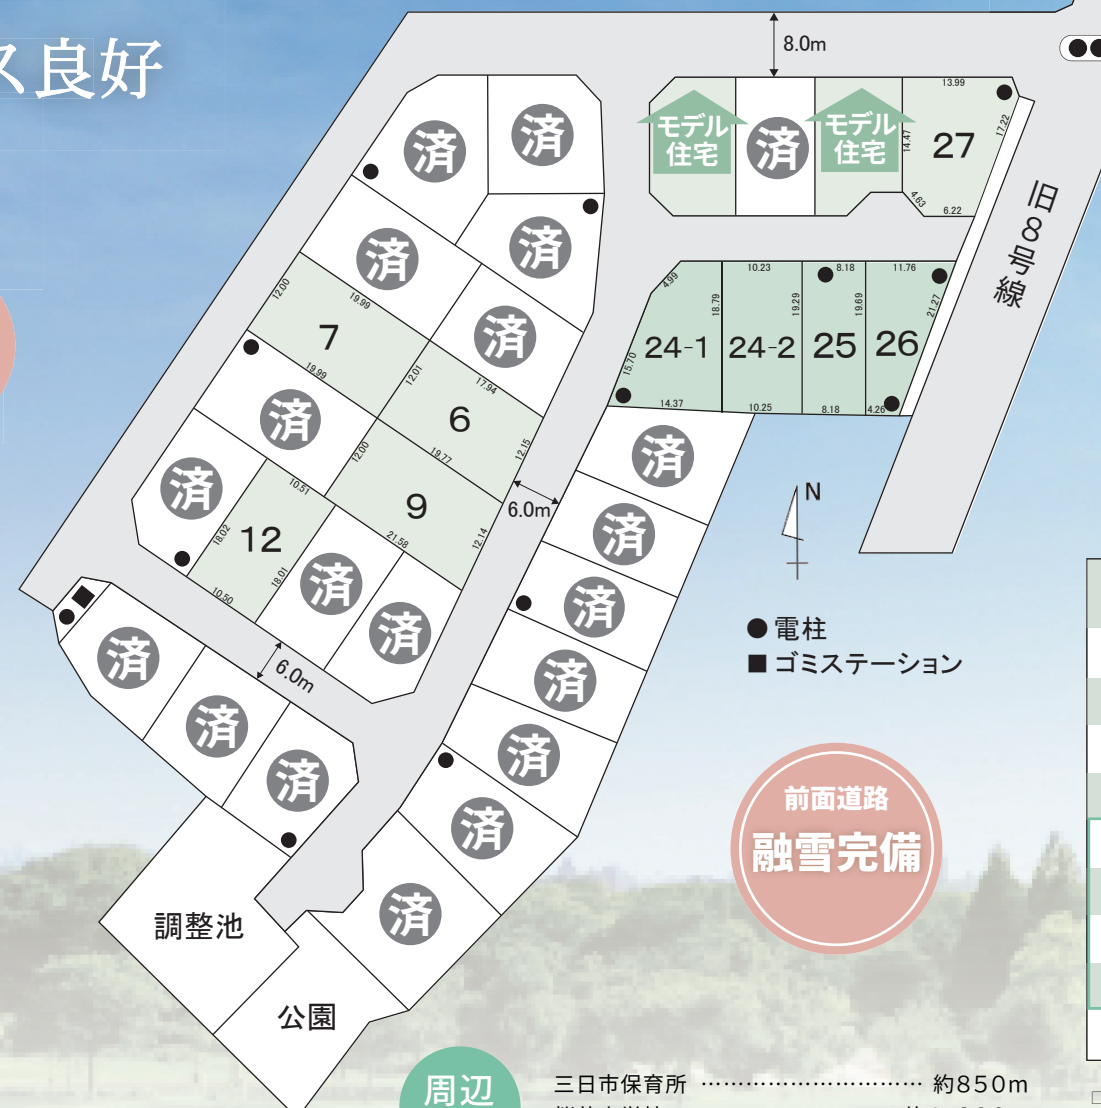 ス良好
8.0m
済
済
モデル
住宅
済
モデル
住宅
13.99
14.47
27
17.22
4.63
6.22
旧8号線
済
済
済
12.00
19.99
7
19.99
済
4.99
10.23
8.18
11.76
18.79
19.29
19.69
21.27
24-1
24-2
25
26
15.70
14.37
10.25
8.18
4.26
12.01
17.94
6
19.77
12.15
済
12.00
9
21.58
12.14
6.0m
済
N
済
10.51
18.02
12
18.01
10.50
済
済
済
済
●電柱
■ゴミステーション
済
6.0m
済
済
済
済
前面道路
融雪完備
済
済
調整池
公園
周辺
三日市保育所 ………………………… 約850m